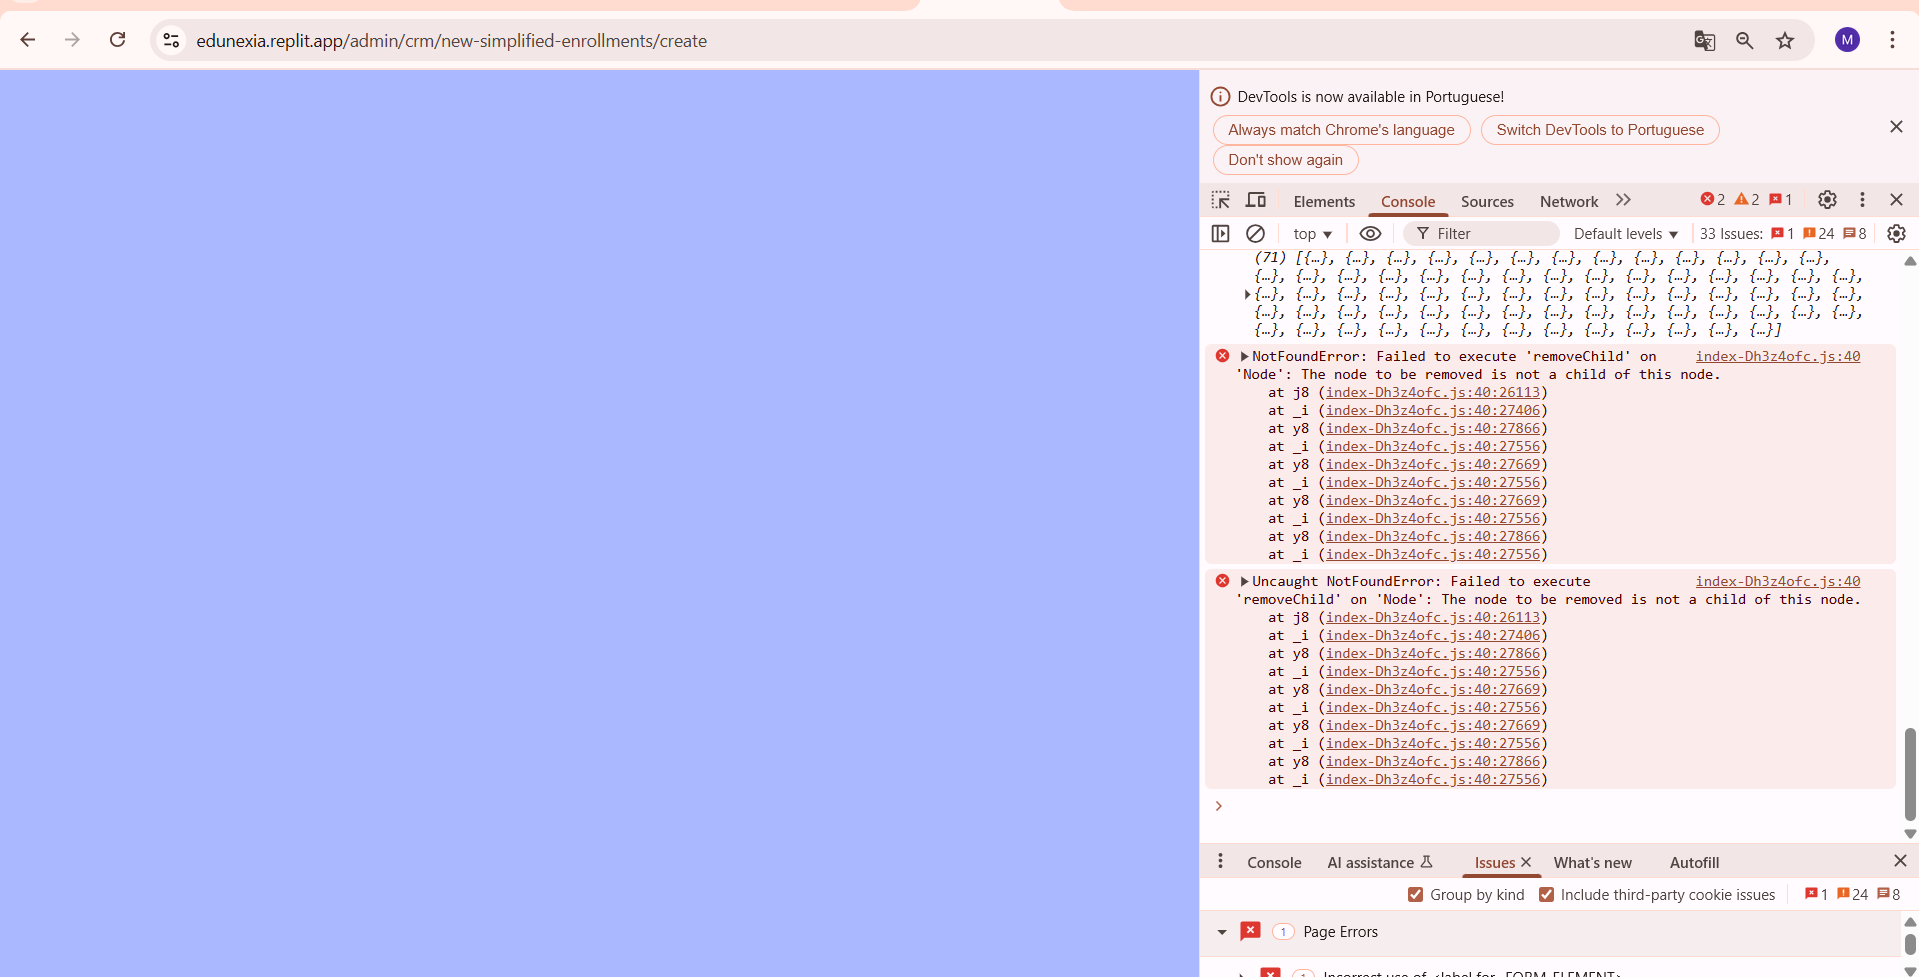 edunexia.replit.app/admin/crm/new-simplified-enrollments/create
M
DevTools is now available in Portuguese!
Always match Chrome's language
Switch DevTools to Portuguese
Don't show again
Elements Console Sources Network 2 2 1
top Filter Default levels 33 Issues: 1 24 8
(71) [{…}, {…}, {…}, {…}, {…}, {…}, {…}, {…}, {…}, {…}, {…}, {…}, {…},
{…}, {…}, {…}, {…}, {…}, {…}, {…}, {…}, {…}, {…}, {…}, {…}, {…}, {…}, {…},
{…}, {…}, {…}, {…}, {…}, {…}, {…}, {…}, {…}, {…}, {…}, {…}, {…}, {…}, {…},
{…}, {…}, {…}, {…}, {…}, {…}, {…}, {…}, {…}, {…}, {…}, {…}, {…}, {…}, {…},
{…}, {…}, {…}, {…}, {…}, {…}, {…}, {…}, {…}, {…}, {…}, {…}, {…}]
NotFoundError: Failed to execute 'removeChild' on index-Dh3z4ofc.js:40
'Node': The node to be removed is not a child of this node.
at j8 (index-Dh3z4ofc.js:40:26113)
at _i (index-Dh3z4ofc.js:40:27406)
at y8 (index-Dh3z4ofc.js:40:27866)
at _i (index-Dh3z4ofc.js:40:27556)
at y8 (index-Dh3z4ofc.js:40:27669)
at _i (index-Dh3z4ofc.js:40:27556)
at y8 (index-Dh3z4ofc.js:40:27669)
at _i (index-Dh3z4ofc.js:40:27556)
at y8 (index-Dh3z4ofc.js:40:27866)
at _i (index-Dh3z4ofc.js:40:27556)
Uncaught NotFoundError: Failed to execute index-Dh3z4ofc.js:40
'removeChild' on 'Node': The node to be removed is not a child of this node.
at j8 (index-Dh3z4ofc.js:40:26113)
at _i (index-Dh3z4ofc.js:40:27406)
at y8 (index-Dh3z4ofc.js:40:27866)
at _i (index-Dh3z4ofc.js:40:27556)
at y8 (index-Dh3z4ofc.js:40:27669)
at _i (index-Dh3z4ofc.js:40:27556)
at y8 (index-Dh3z4ofc.js:40:27669)
at _i (index-Dh3z4ofc.js:40:27556)
at y8 (index-Dh3z4ofc.js:40:27866)
at _i (index-Dh3z4ofc.js:40:27556)
Console AI assistance Issues What's new Autofill
Group by kind Include third-party cookie issues 1 24 8
1 Page Errors
1 Incorrect use of <label for=FORM_ELEMENT>